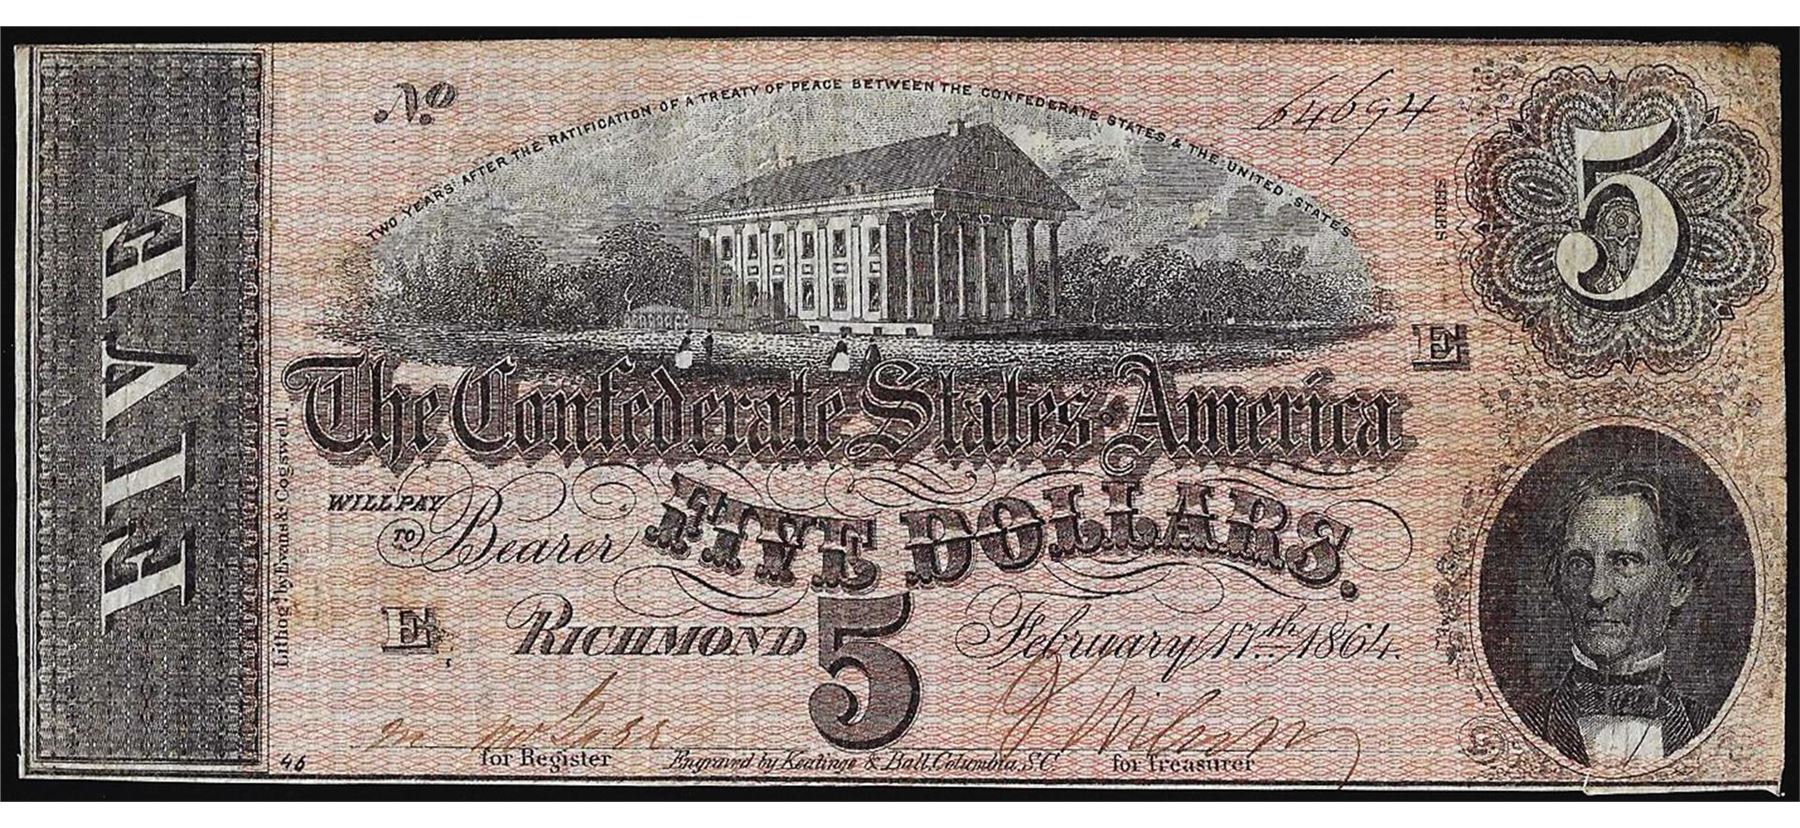 No
64694
5
TWO YEARS AFTER THE RATIFICATION OF A TREATY OF PEACE BETWEEN THE CONFEDERATE STATES & THE UNITED STATES
SERIES
E
FIVE
The Confederate States of America
WILL PAY
TO Bearer FIVE DOLLARS.
E
RICHMOND 5 February 17th 1864.
Lithog'd by Evans & Cogswell.
Wilson
46
for Register
Engraved by Keatinge & Ball, Columbia, S.C.
for Treasurer